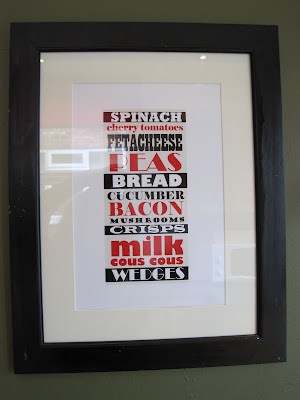 SPINACH
cherry tomatoes
FETACHEESE
PEAS
BREAD
CUCUMBER
BACON
MUSHROOMS
CRISPS
milk
cous cous
WEDGES